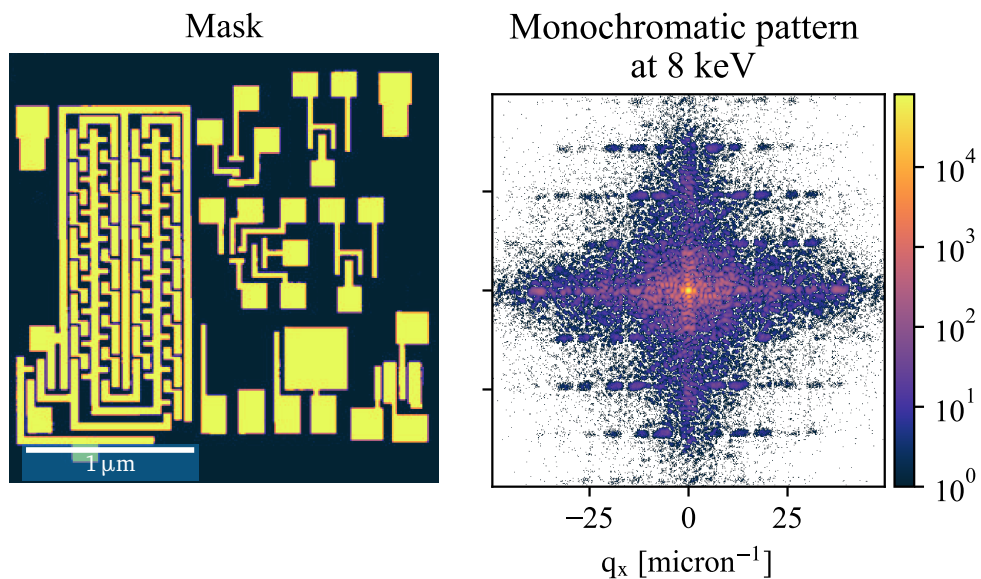 Mask
Monochromatic pattern
at 8 keV
1 μm
10⁴
10³
10²
10¹
10⁰
−25 0 25
qₓ [micron⁻¹]